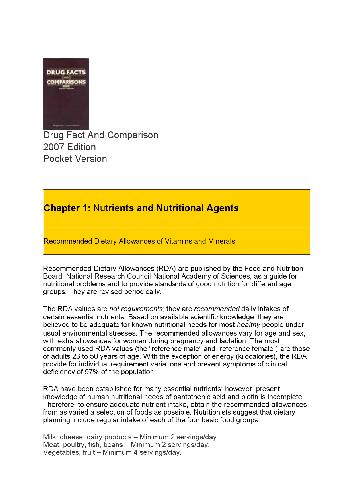 DRUG FACTS
COMPARISONS
Drug Fact And Comparison
2007 Edition
Pocket Version
Chapter 1: Nutrients and Nutritional Agents
Recommended Dietary Allowances of Vitamins and Minerals
Recommended Dietary Allowances (RDA) are published by the Food and Nutrition
Board, National Research Council National Academy of Sciences, as a guide for
nutritional problems and to provide standards of good nutrition for different age
groups. They are revised periodically.
The RDA values are not requirements; they are recommended daily intakes of
certain essential nutrients. Based on available scientific knowledge, they are
believed to be adequate for known nutritional needs for most healthy people under
usual environmental stresses. The recommended allowances vary for age and sex,
with extra allowances for women during pregnancy and lactation. The most
commonly used RDA values (the "reference male" and "reference female") are those
of adults 23 to 50 years of age. With the exception of energy (kilocalories), the RDA
provide for individual requirement variations and prevent symptoms of clinical
deficiency of 97% of the population.
RDA have been established for many essential nutrients; however, present
knowledge of human nutritional needs of pantothenic acid and biotin is incomplete.
Therefore, to ensure adequate nutrient intake, obtain the recommended allowances
from as varied a selection of foods as possible. Nutritionists suggest that dietary
planning include regular intake of each of the four basic food groups:
Milk, cheese, dairy products – Minimum 2 servings/day.
Meat, poultry, fish, beans – Minimum 2 servings/day.
Vegetables, fruit – Minimum 4 servings/day.